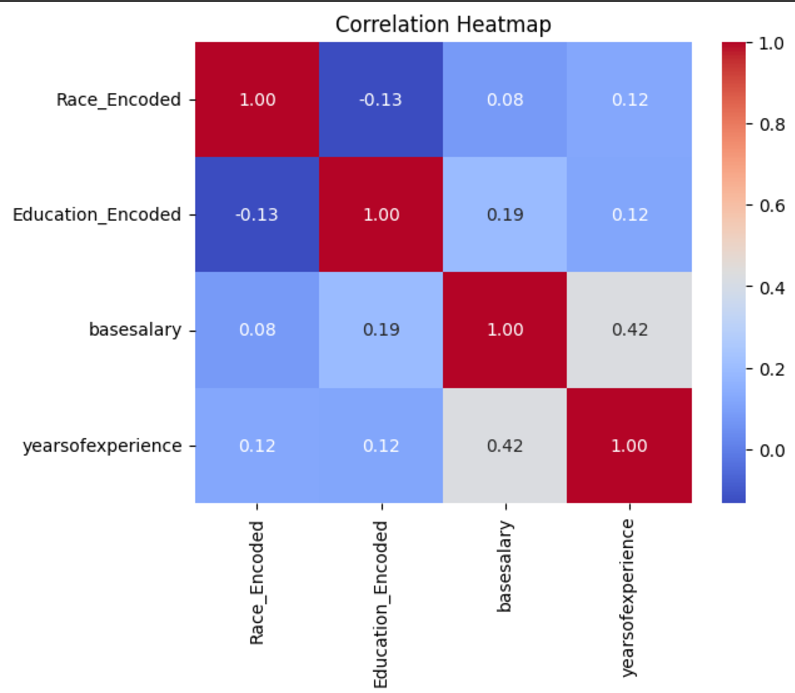 Correlation Heatmap
Race_Encoded 1.00 -0.13 0.08 0.12
Education_Encoded -0.13 1.00 0.19 0.12
basesalary 0.08 0.19 1.00 0.42
yearsofexperience 0.12 0.12 0.42 1.00
Race_Encoded
Education_Encoded
basesalary
yearsofexperience
1.0
0.8
0.6
0.4
0.2
0.0